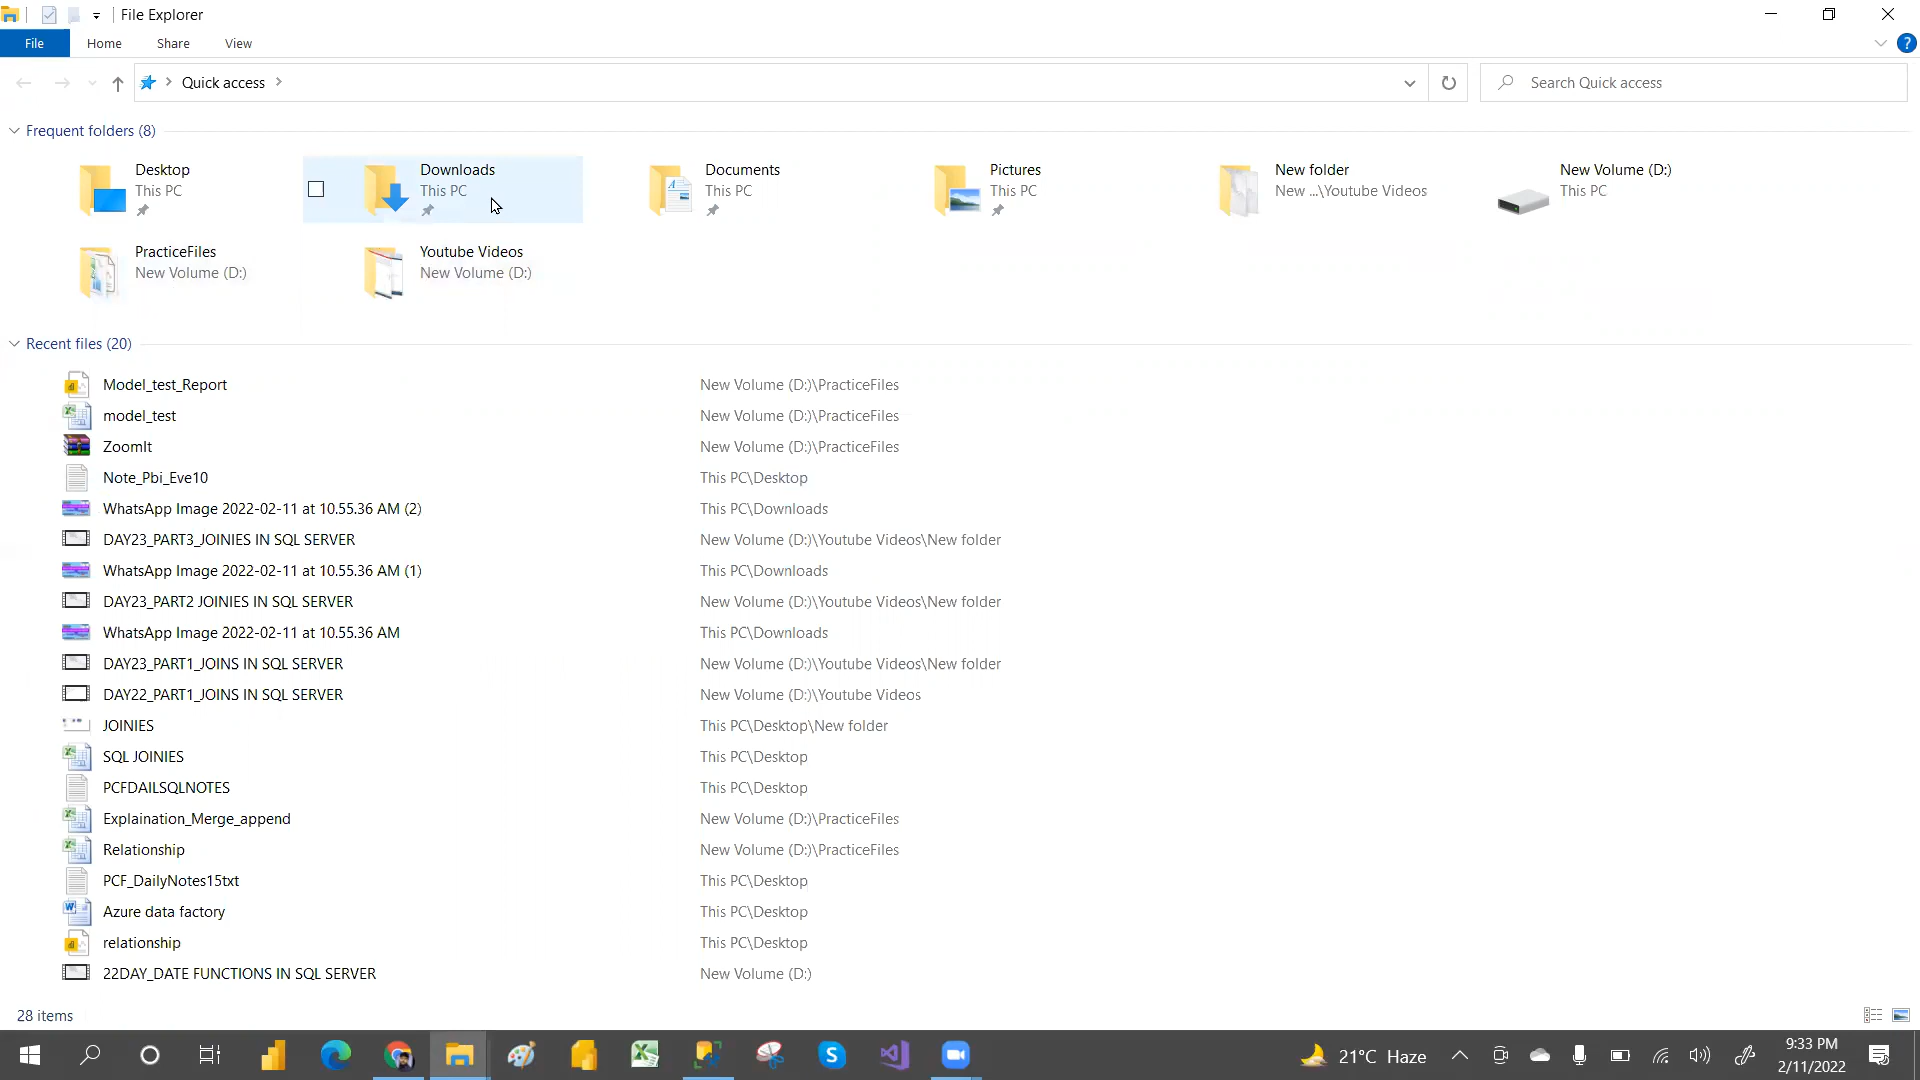 File Explorer
File Home Share View
Quick access
Search Quick access
Frequent folders (8)
Desktop
This PC
Downloads
This PC
Documents
This PC
Pictures
This PC
New folder
New ...\Youtube Videos
New Volume (D:)
This PC
PracticeFiles
New Volume (D:)
Youtube Videos
New Volume (D:)
Recent files (20)
Model_test_Report New Volume (D:)\PracticeFiles
model_test New Volume (D:)\PracticeFiles
ZoomIt New Volume (D:)\PracticeFiles
Note_Pbi_Eve10 This PC\Desktop
WhatsApp Image 2022-02-11 at 10.55.36 AM (2) This PC\Downloads
DAY23_PART3_JOINIES IN SQL SERVER New Volume (D:)\Youtube Videos\New folder
WhatsApp Image 2022-02-11 at 10.55.36 AM (1) This PC\Downloads
DAY23_PART2 JOINIES IN SQL SERVER New Volume (D:)\Youtube Videos\New folder
WhatsApp Image 2022-02-11 at 10.55.36 AM This PC\Downloads
DAY23_PART1_JOINS IN SQL SERVER New Volume (D:)\Youtube Videos\New folder
DAY22_PART1_JOINS IN SQL SERVER New Volume (D:)\Youtube Videos
JOINIES This PC\Desktop\New folder
SQL JOINIES This PC\Desktop
PCFDAILSQLNOTES This PC\Desktop
Explaination_Merge_append New Volume (D:)\PracticeFiles
Relationship New Volume (D:)\PracticeFiles
PCF_DailyNotes15txt This PC\Desktop
Azure data factory This PC\Desktop
relationship This PC\Desktop
22DAY_DATE FUNCTIONS IN SQL SERVER New Volume (D:)
28 items
21°C Haze
9:33 PM
2/11/2022